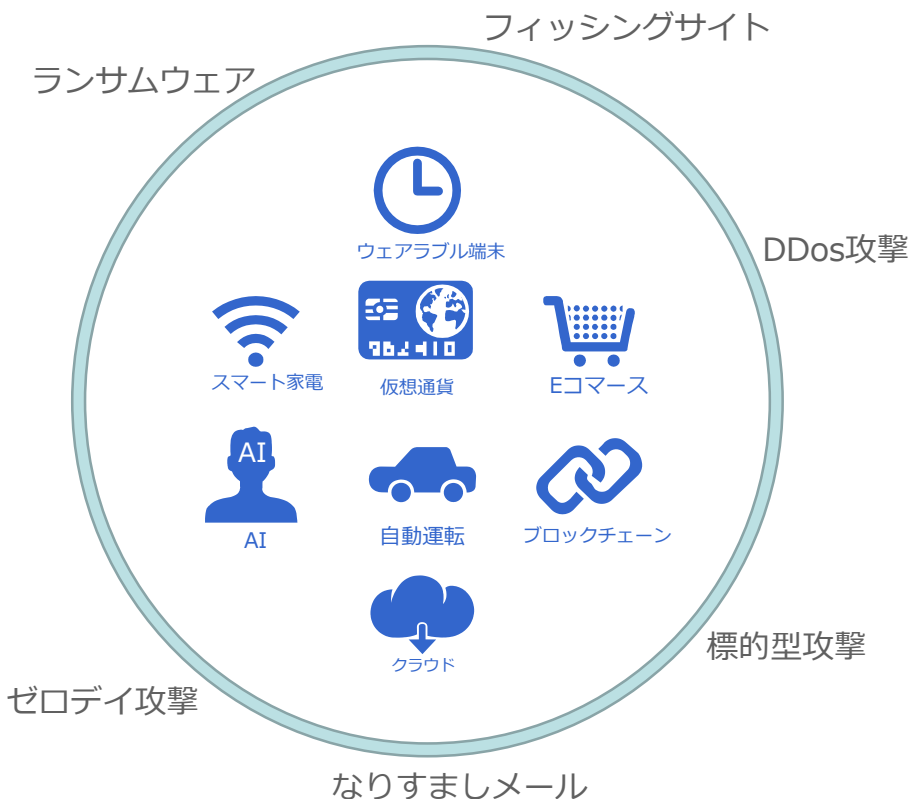 フィッシングサイト
ランサムウェア
DDos攻撃
ウェアラブル端末
スマート家電
仮想通貨
Eコマース
AI
AI
自動運転
ブロックチェーン
クラウド
標的型攻撃
ゼロデイ攻撃
なりすましメール